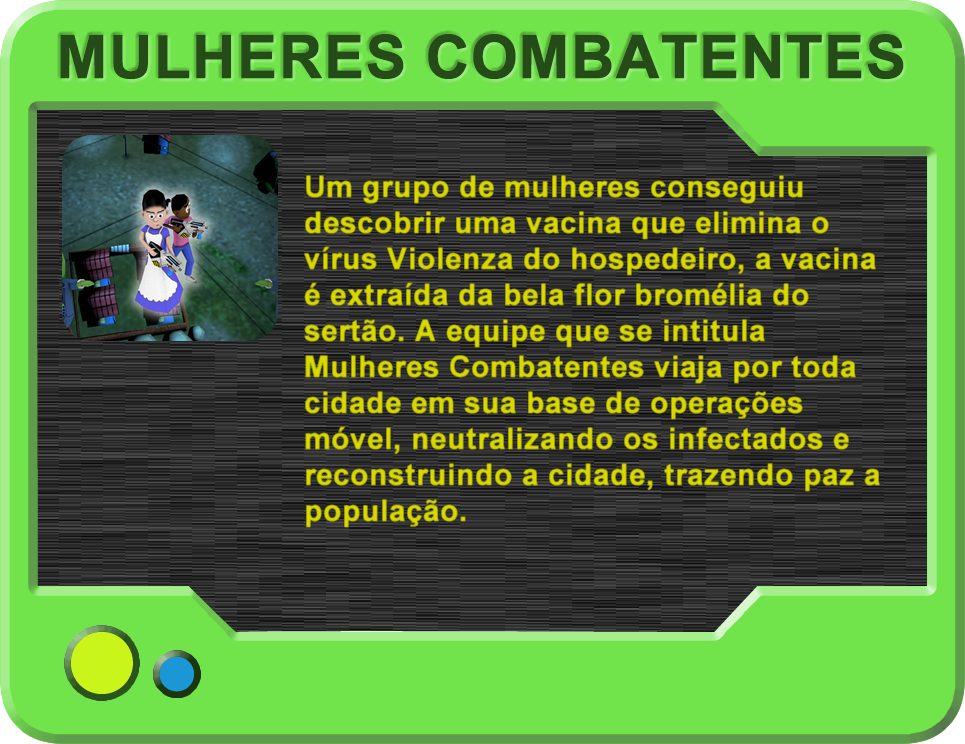 MULHERES COMBATENTES
Um grupo de mulheres conseguiu
descobrir uma vacina que elimina o
vírus Violenza do hospedeiro, a vacina
é extraída da bela flor bromélia do
sertão. A equipe que se intitula
Mulheres Combatentes viaja por toda
cidade em sua base de operações
móvel, neutralizando os infectados e
reconstruindo a cidade, trazendo paz a
população.